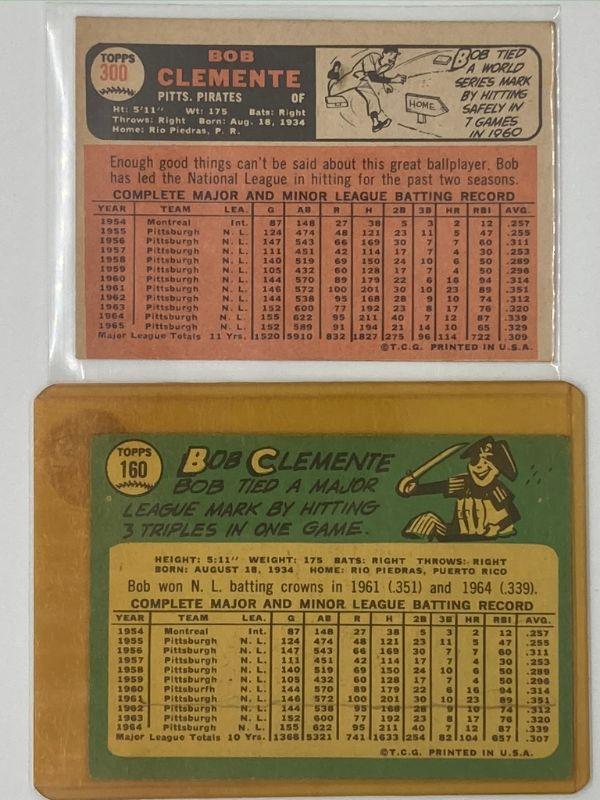 TOPPS
300
BOB
CLEMENTE
PITTS. PIRATES OF
Ht: 5'11" Wt: 175 Bats: Right
Throws: Right Born: Aug. 18, 1934
Home: Rio Piedras, P. R.
HOME
BOB TIED
A WORLD
SERIES MARK
BY HITTING
SAFELY IN
7 GAMES
IN 1960
Enough good things can't be said about this great ballplayer. Bob
has led the National League in hitting for the past two seasons.
COMPLETE MAJOR AND MINOR LEAGUE BATTING RECORD
YEAR TEAM LEA. G AB R H 2B 3B HR RBI AVG.
1954 Montreal Int. 87 148 27 38 5 3 2 12 .257
1955 Pittsburgh N. L. 124 474 48 121 23 11 5 47 .255
1956 Pittsburgh N. L. 147 543 66 169 30 7 7 60 .311
1957 Pittsburgh N. L. 111 451 42 114 17 7 4 30 .253
1958 Pittsburgh N. L. 140 519 69 150 24 10 6 50 .289
1959 Pittsburgh N. L. 105 432 60 128 17 7 4 50 .296
1960 Pittsburgh N. L. 144 570 89 179 22 6 16 94 .314
1961 Pittsburgh N. L. 146 572 100 201 30 10 23 89 .351
1962 Pittsburgh N. L. 144 538 95 168 28 9 10 74 .312
1963 Pittsburgh N. L. 152 600 77 192 23 8 17 76 .320
1964 Pittsburgh N. L. 155 622 95 211 40 7 12 87 .339
1965 Pittsburgh N. L. 152 589 91 194 21 14 10 65 .329
Major League Totals 11 Yrs. 1520 5910 832 1827 275 96 114 722 .309
©T.C.G. PRINTED IN U.S.A.
TOPPS
160
BOB CLEMENTE
BOB TIED A MAJOR
LEAGUE MARK BY HITTING
3 TRIPLES IN ONE GAME.
HEIGHT: 5:11" WEIGHT: 175 BATS: RIGHT THROWS: RIGHT
BORN: AUGUST 18, 1934 HOME: RIO PIEDRAS, PUERTO RICO
Bob won N. L. batting crowns in 1961 (.351) and 1964 (.339).
COMPLETE MAJOR AND MINOR LEAGUE BATTING RECORD
YEAR TEAM LEA. G AB R H 2B 3B HR RBI AVG.
1954 Montreal Int. 87 148 27 38 5 3 2 12 .257
1955 Pittsburgh N. L. 124 474 48 121 23 11 5 47 .255
1956 Pittsburgh N. L. 147 543 66 169 30 7 7 60 .311
1957 Pittsburgh N. L. 111 451 42 114 17 7 4 30 .253
1958 Pittsburgh N. L. 140 519 69 150 24 10 6 50 .289
1959 Pittsburgh N. L. 105 432 60 128 17 7 4 50 .296
1960 Pittsburfh N. L. 144 570 89 179 22 6 16 94 .314
1961 Pittsburgh N. L. 146 572 100 201 30 10 23 89 .351
1962 Pittsburgh N. L. 144 538 95 168 28 9 10 74 .312
1963 Pittsburgh N. L. 152 600 77 192 23 8 17 76 .320
1964 Pittsburgh N. L. 155 622 95 211 40 7 12 87 .339
Major League Totals 10 Yrs. 1368 5321 741 1633 254 82 104 657 .307
©T.C.G. PRINTED IN U.S.A.